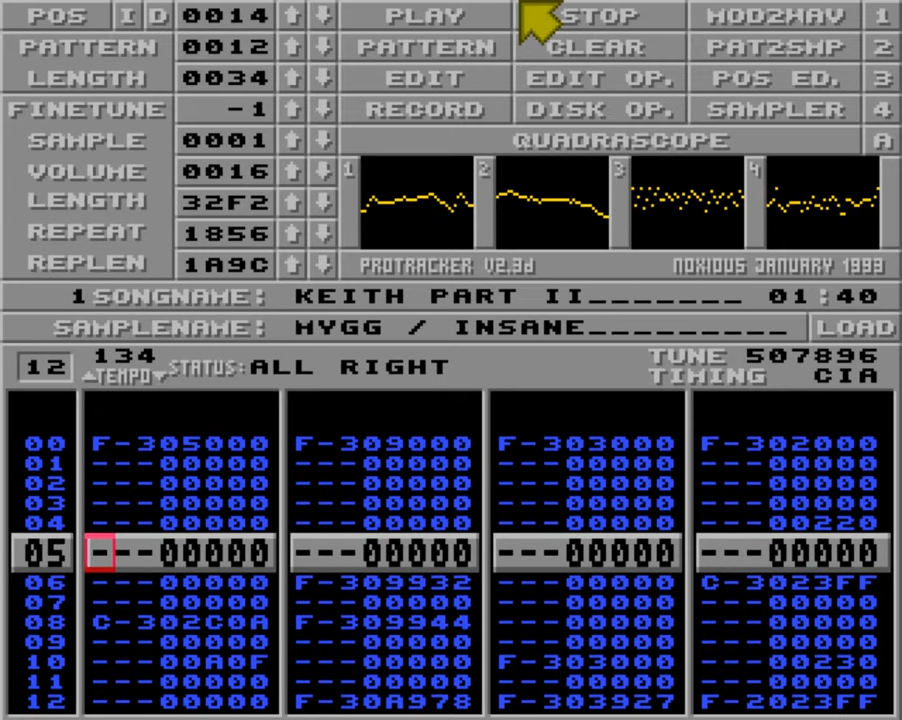 POS I D 0014 PLAY STOP MOD2WAV 1
PATTERN 0012 PATTERN CLEAR PAT2SMP 2
LENGTH 0034 EDIT EDIT OP. POS ED. 3
FINETUNE -1 RECORD DISK OP. SAMPLER 4
SAMPLE 0001 QUADRASCOPE A
VOLUME 0016 1 2 3 4
LENGTH 32F2
REPEAT 1856
REPLEN 1A9C PROTRACKER V2.3d NOXIOUS JANUARY 1993
1 SONGNAME: KEITH PART II_______ 01:40
SAMPLENAME: MYGG / INSANE_________ LOAD
12 134 TEMPO STATUS: ALL RIGHT TUNE 507896
TIMING CIA
00 F-305000 F-309000 F-303000 F-302000
01 ---00000 ---00000 ---00000 ---00000
02 ---00000 ---00000 ---00000 ---00000
03 ---00000 ---00000 ---00000 ---00000
04 ---00000 ---00000 ---00000 ---00220
05 ---00000 ---00000 ---00000 ---00000
06 ---00000 F-309932 ---00000 C-3023FF
07 ---00000 ---00000 ---00000 ---00000
08 C-302C0A F-309944 ---00000 ---00000
09 ---00000 ---00000 ---00000 ---00000
10 ---00A0F ---00000 F-303000 ---00230
11 ---00000 ---00000 ---00000 ---00000
12 ---00000 F-30A978 F-303927 F-2023FF